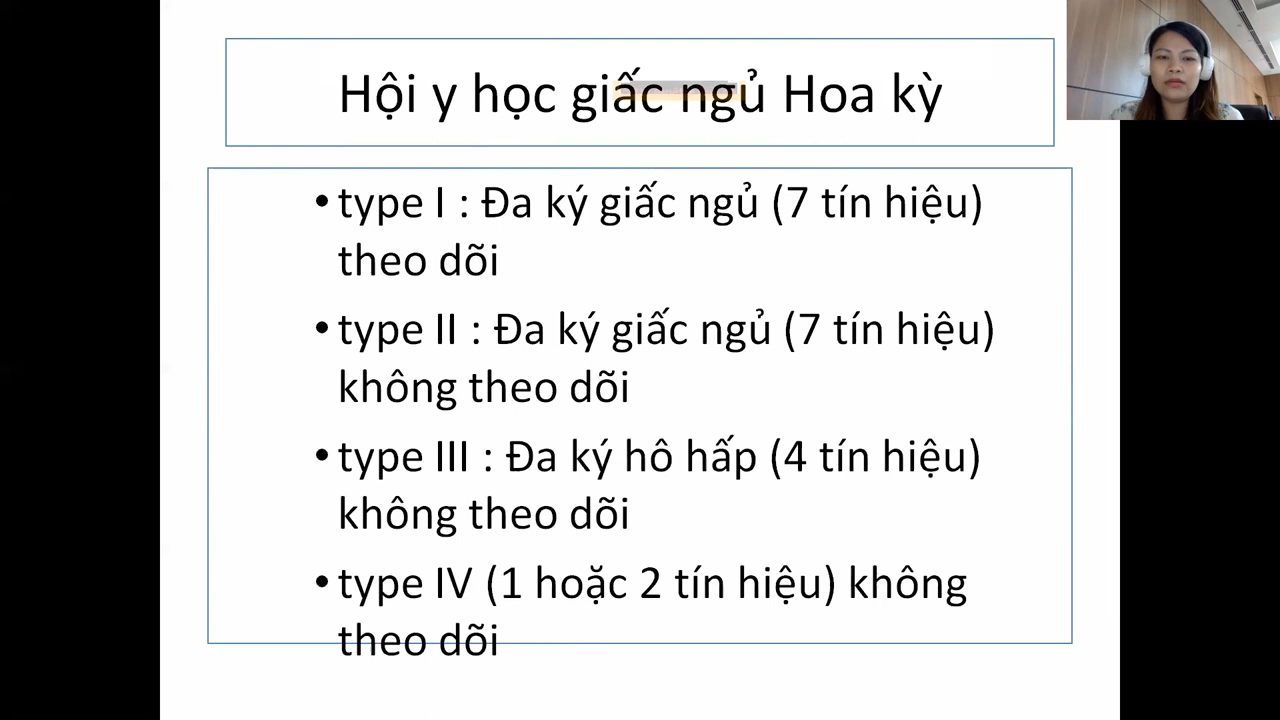 Hội y học giấc ngủ Hoa kỳ
• type I : Đa ký giấc ngủ (7 tín hiệu)
theo dõi
• type II : Đa ký giấc ngủ (7 tín hiệu)
không theo dõi
• type III : Đa ký hô hấp (4 tín hiệu)
không theo dõi
• type IV (1 hoặc 2 tín hiệu) không
theo dõi